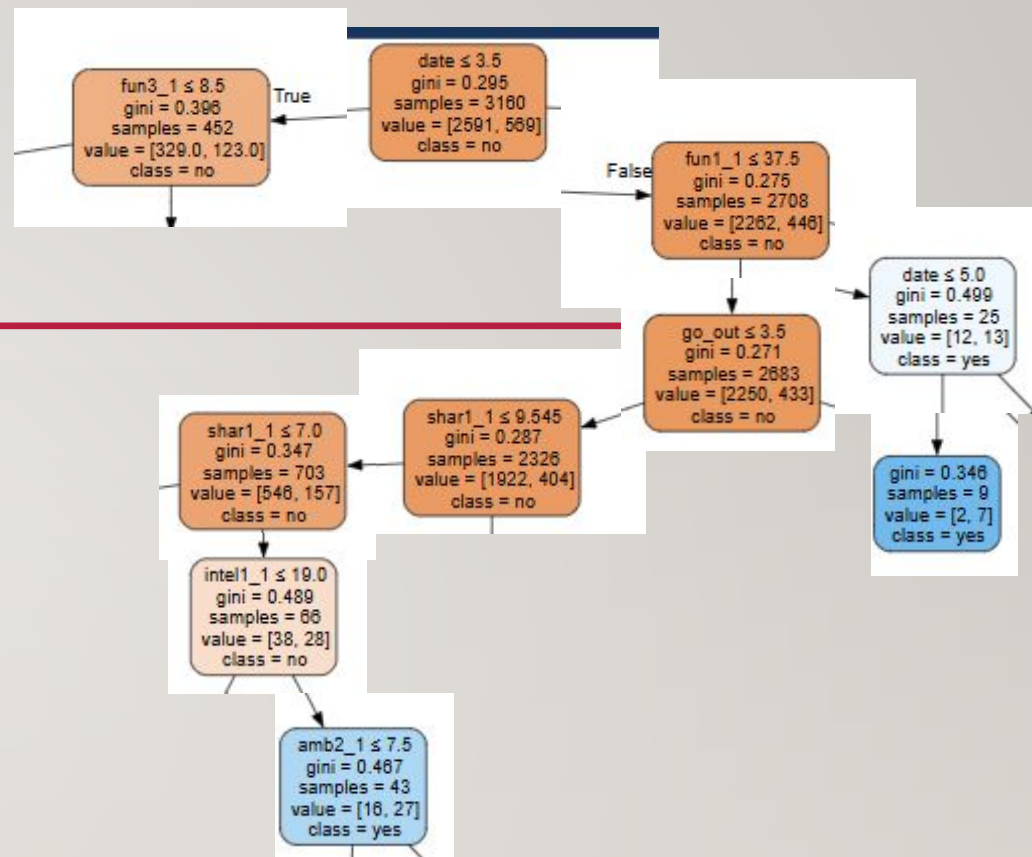 date ≤ 3.5
gini = 0.295
samples = 3160
value = [2591, 569]
class = no
True
fun3_1 ≤ 8.5
gini = 0.396
samples = 452
value = [329.0, 123.0]
class = no
False
fun1_1 ≤ 37.5
gini = 0.275
samples = 2708
value = [2262, 446]
class = no
date ≤ 5.0
gini = 0.499
samples = 25
value = [12, 13]
class = yes
go_out ≤ 3.5
gini = 0.271
samples = 2683
value = [2250, 433]
class = no
shar1_1 ≤ 9.545
gini = 0.287
samples = 2326
value = [1922, 404]
class = no
shar1_1 ≤ 7.0
gini = 0.347
samples = 703
value = [546, 157]
class = no
gini = 0.346
samples = 9
value = [2, 7]
class = yes
intel1_1 ≤ 19.0
gini = 0.489
samples = 66
value = [38, 28]
class = no
amb2_1 ≤ 7.5
gini = 0.467
samples = 43
value = [16, 27]
class = yes